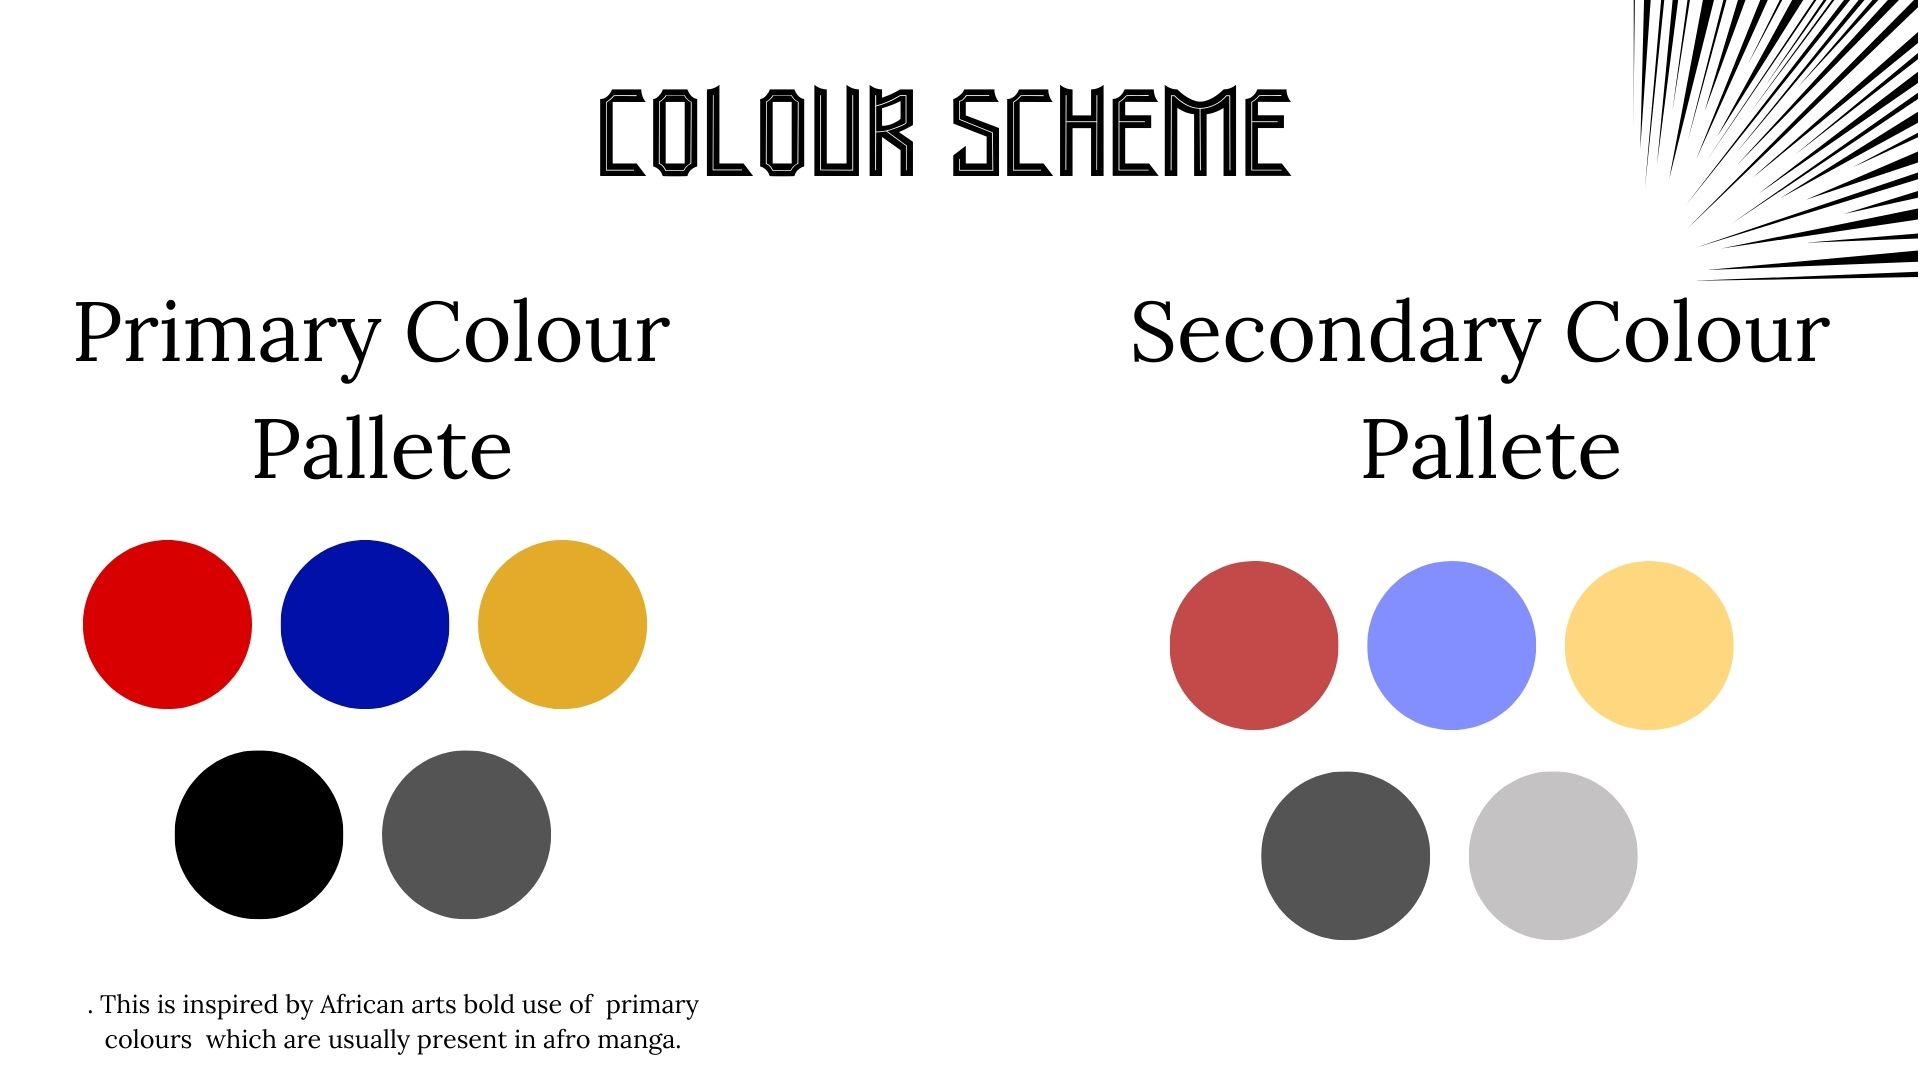 COLOUR SCHEME
Primary Colour
Pallete
Secondary Colour
Pallete
. This is inspired by African arts bold use of  primary
colours  which are usually present in afro manga.